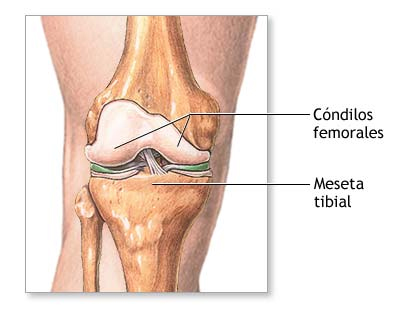 Cóndilos
femorales
Meseta
tibial